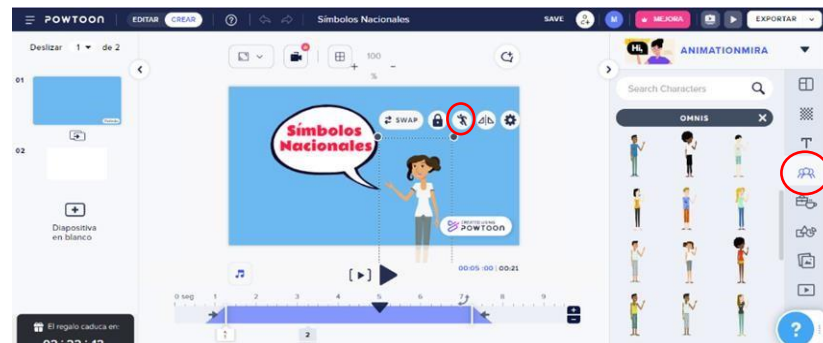 POWTOON
EDITAR CREAR
Símbolos Nacionales
SAVE
M
MEJORA
EXPORTAR
Deslizar 1 de 2
100
%
Hi,
ANIMATIONMIRA
Search Characters
OMNIS X
01
02
Diapositiva
en blanco
Símbolos
Nacionales
SWAP
POWTOON
00:05:00 00:21
0 seg 1 2 3 4 5 6 7 8 9
2
El regalo caduca en:
?